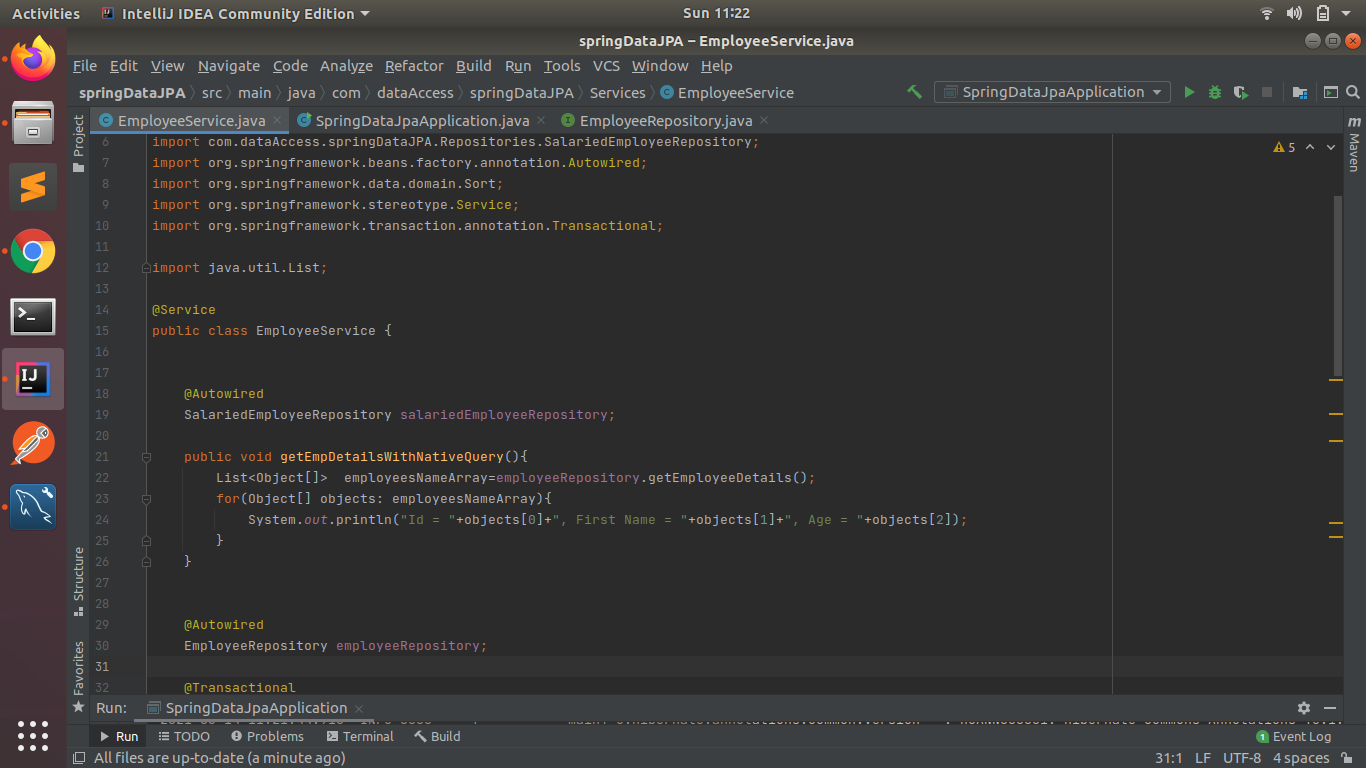 Activities IntelliJ IDEA Community Edition Sun 11:22
springDataJPA – EmployeeService.java
File Edit View Navigate Code Analyze Refactor Build Run Tools VCS Window Help
springDataJPA src main java com dataAccess springDataJPA Services EmployeeService SpringDataJpaApplication
EmployeeService.java SpringDataJpaApplication.java EmployeeRepository.java
Project
Structure
Favorites
Maven
5
6 import com.dataAccess.springDataJPA.Repositories.SalariedEmployeeRepository;
7 import org.springframework.beans.factory.annotation.Autowired;
8 import org.springframework.data.domain.Sort;
9 import org.springframework.stereotype.Service;
10 import org.springframework.transaction.annotation.Transactional;
11
12 import java.util.List;
13
14 @Service
15 public class EmployeeService {
16
17
18 @Autowired
19 SalariedEmployeeRepository salariedEmployeeRepository;
20
21 public void getEmpDetailsWithNativeQuery(){
22 List<Object[]>  employeesNameArray=employeeRepository.getEmployeeDetails();
23 for(Object[] objects: employeesNameArray){
24 System.out.println("Id = "+objects[0]+", First Name = "+objects[1]+", Age = "+objects[2]);
25 }
26 }
27
28
29 @Autowired
30 EmployeeRepository employeeRepository;
31
32 @Transactional
Run: SpringDataJpaApplication
Run TODO Problems Terminal Build 1 Event Log
All files are up-to-date (a minute ago) 31:1 LF UTF-8 4 spaces